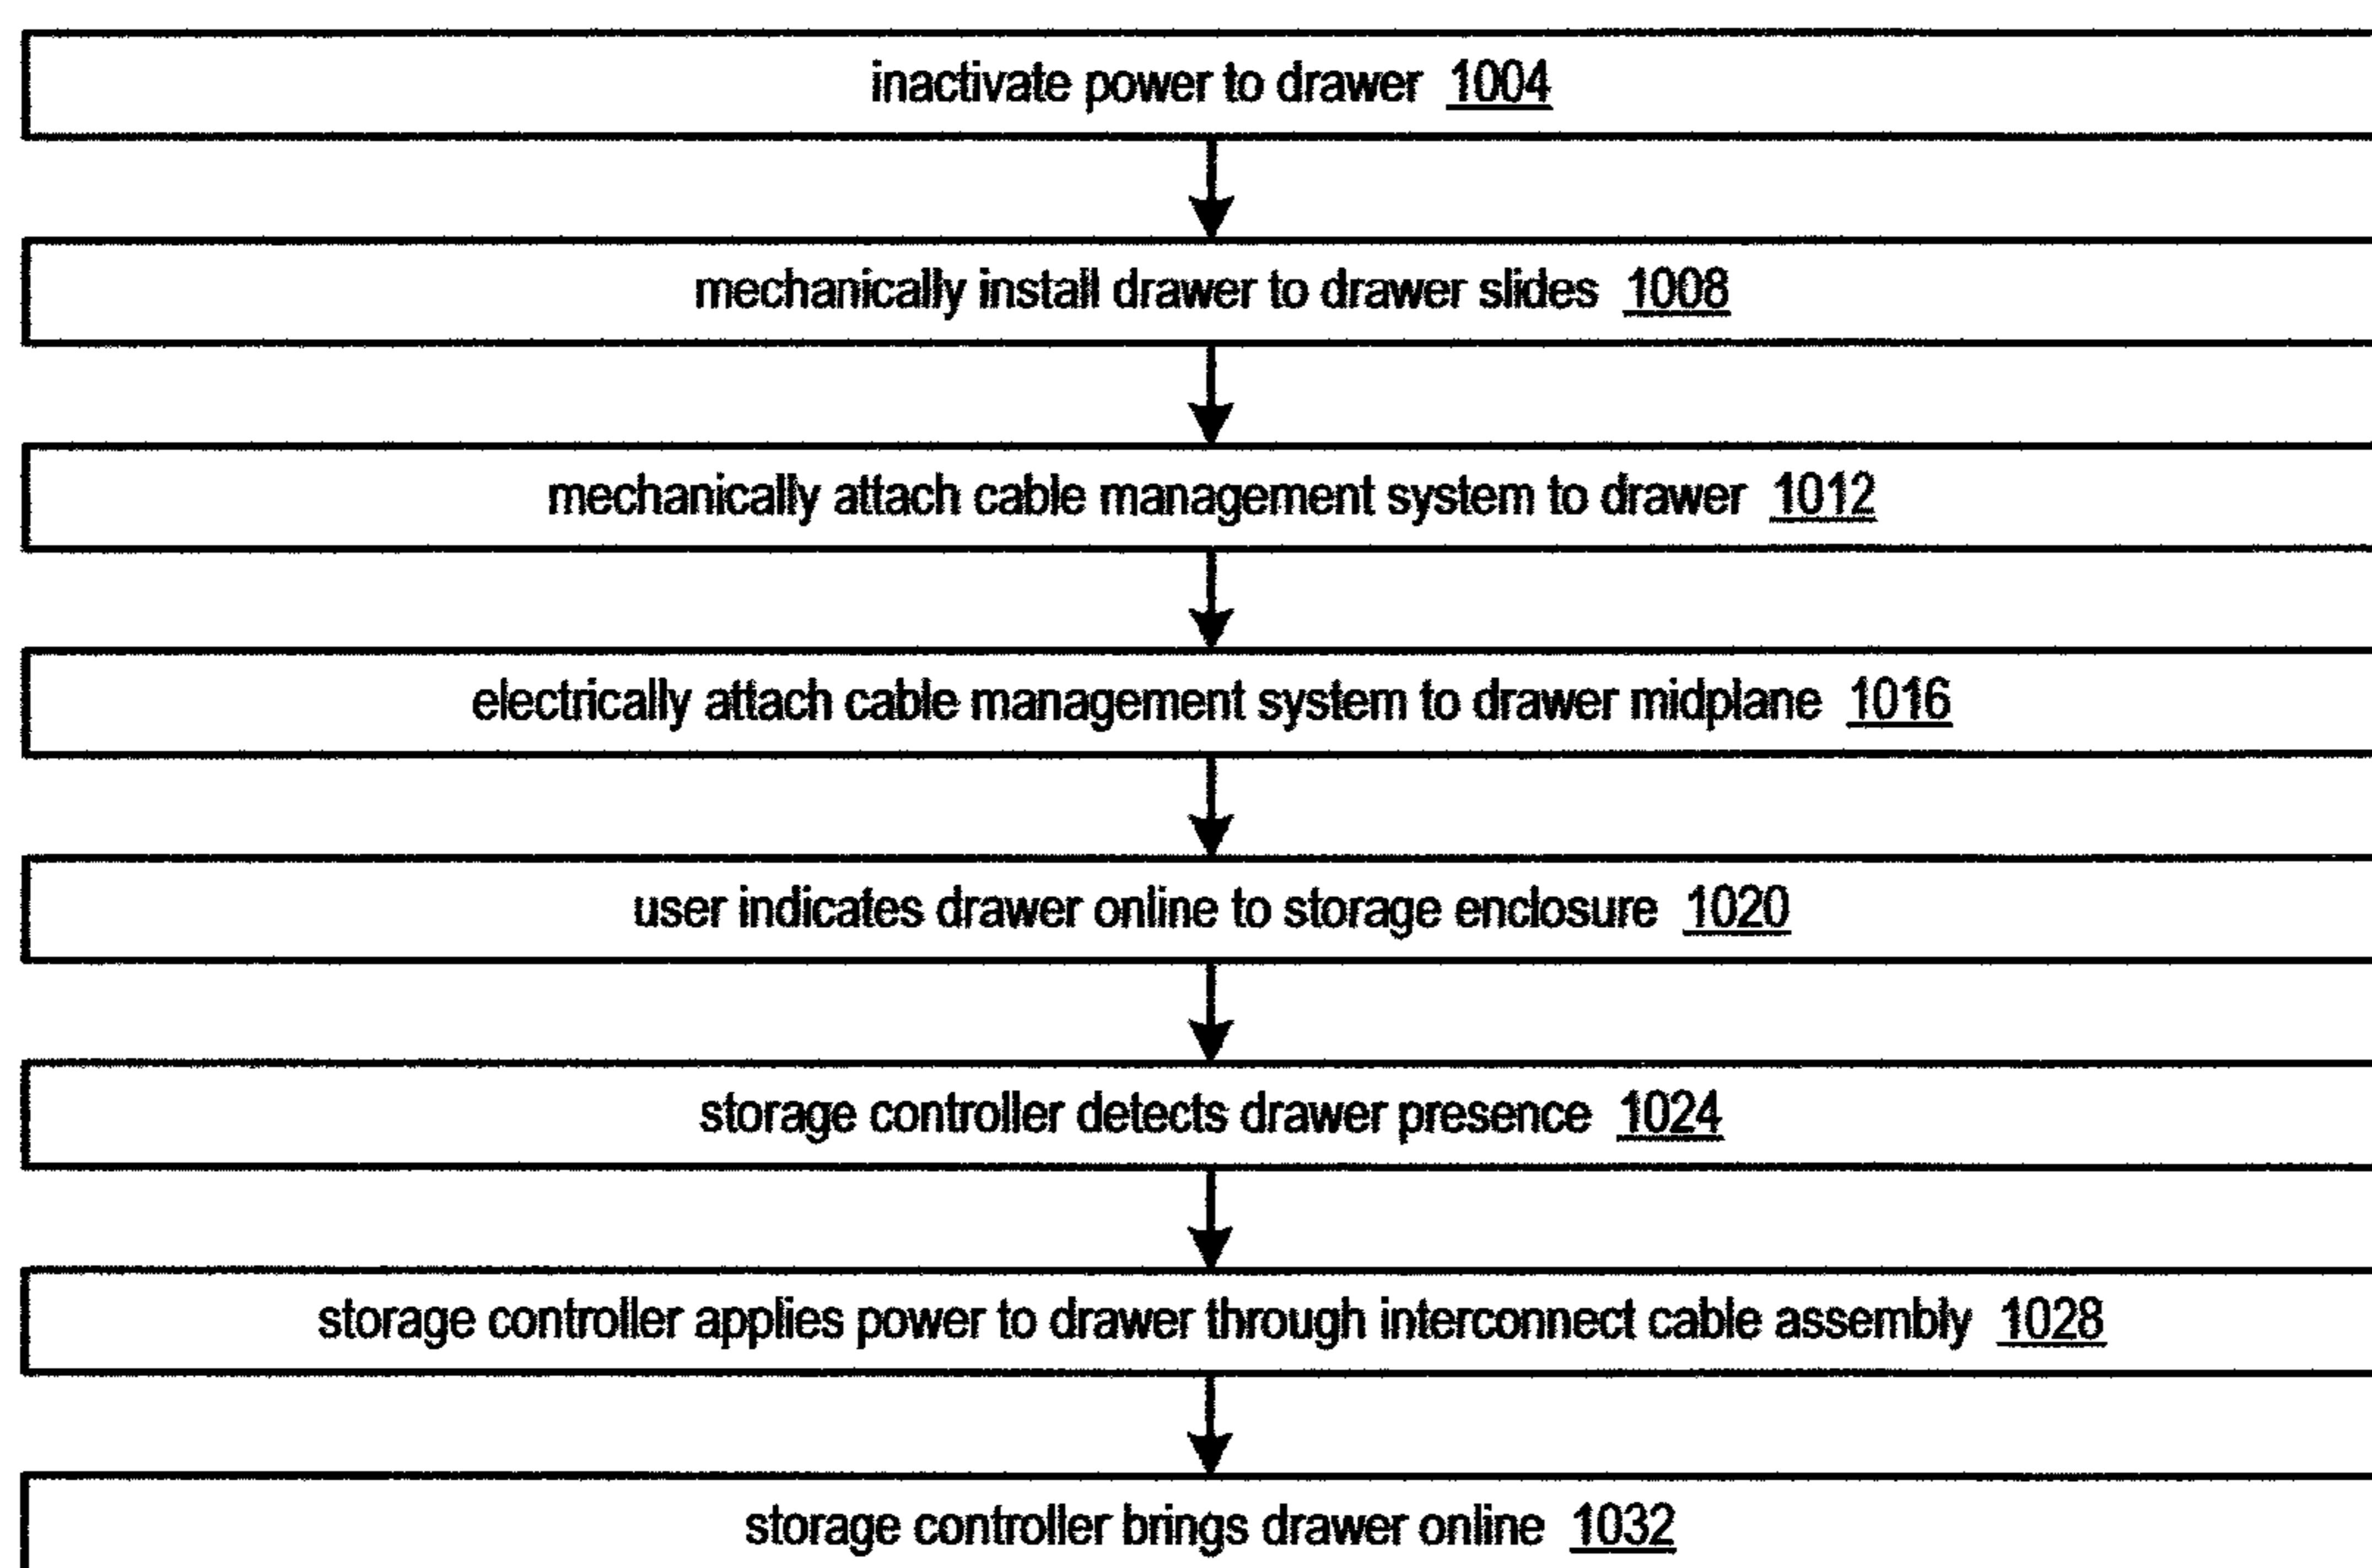 inactivate power to drawer 1004
mechanically install drawer to drawer slides 1008
mechanically attach cable management system to drawer 1012
electrically attach cable management system to drawer midplane 1016
user indicates drawer online to storage enclosure 1020
storage controller detects drawer presence 1024
storage controller applies power to drawer through interconnect cable assembly 1028
storage controller brings drawer online 1032